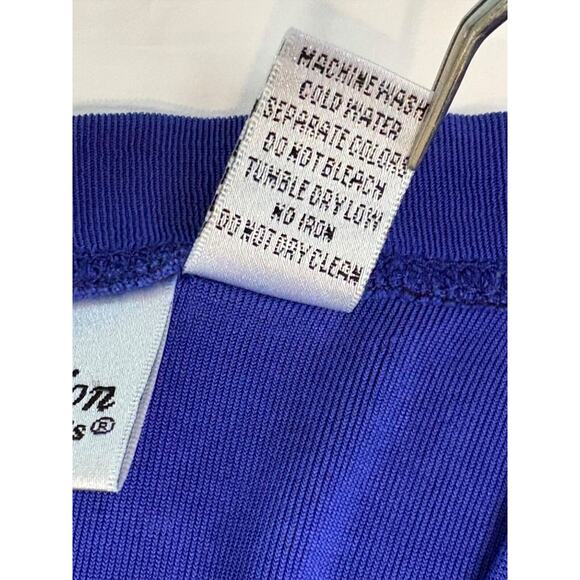 MACHINE WASH
COLD WATER
SEPARATE COLORS
DO NOT BLEACH
TUMBLE DRY LOW
NO IRON
DO NOT DRY CLEAN
®